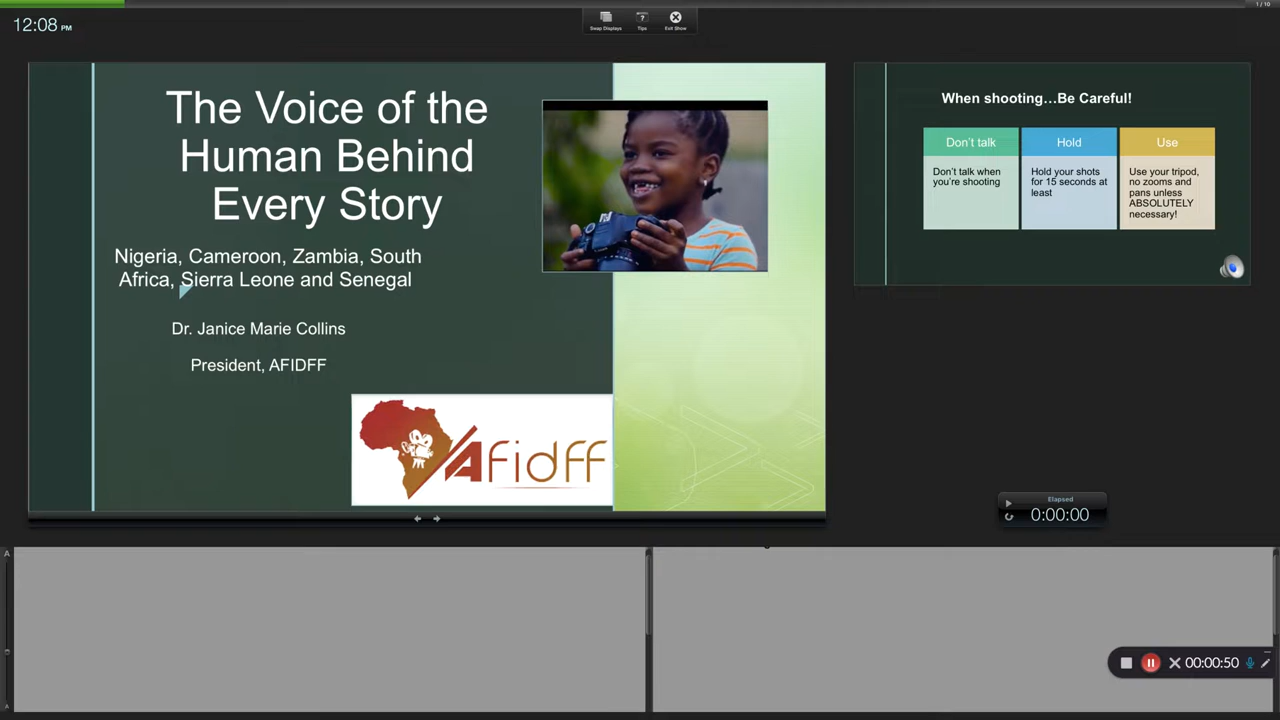 12:08 PM
1 / 10
Swap Displays
Tips
Exit Show
The Voice of the
Human Behind
Every Story
Nigeria, Cameroon, Zambia, South
Africa, Sierra Leone and Senegal
Dr. Janice Marie Collins
President, AFIDFF
Afidff
When shooting...Be Careful!
Don't talk
Don't talk when
you're shooting
Hold
Hold your shots
for 15 seconds at
least
Use
Use your tripod,
no zooms and
pans unless
ABSOLUTELY
necessary!
Elapsed
0:00:00
A
A
00:00:50